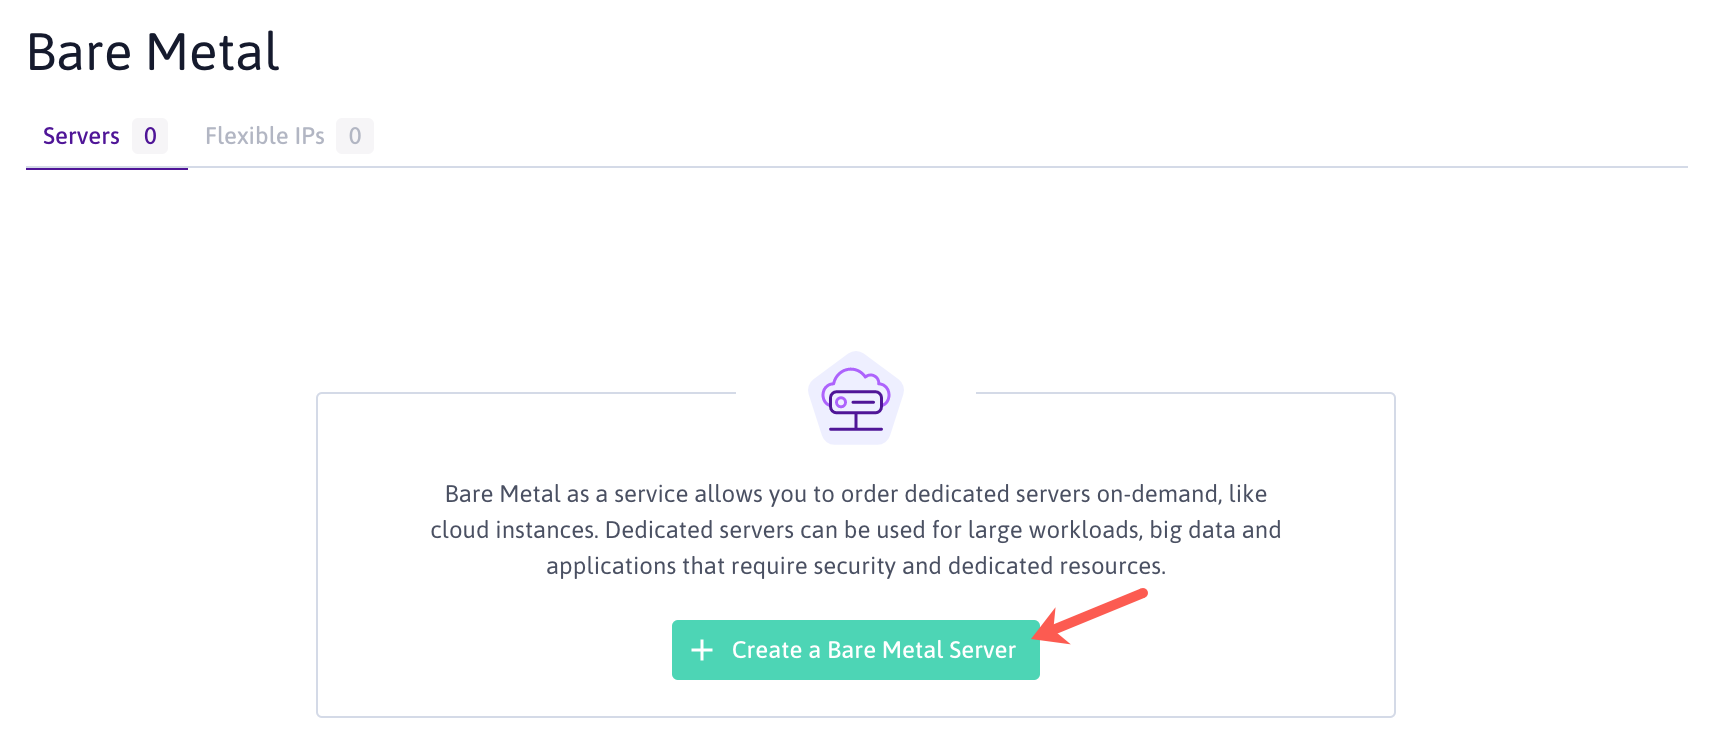 Bare Metal
Servers 0 Flexible IPs 0
Bare Metal as a service allows you to order dedicated servers on-demand, like
cloud instances. Dedicated servers can be used for large workloads, big data and
applications that require security and dedicated resources.
+ Create a Bare Metal Server